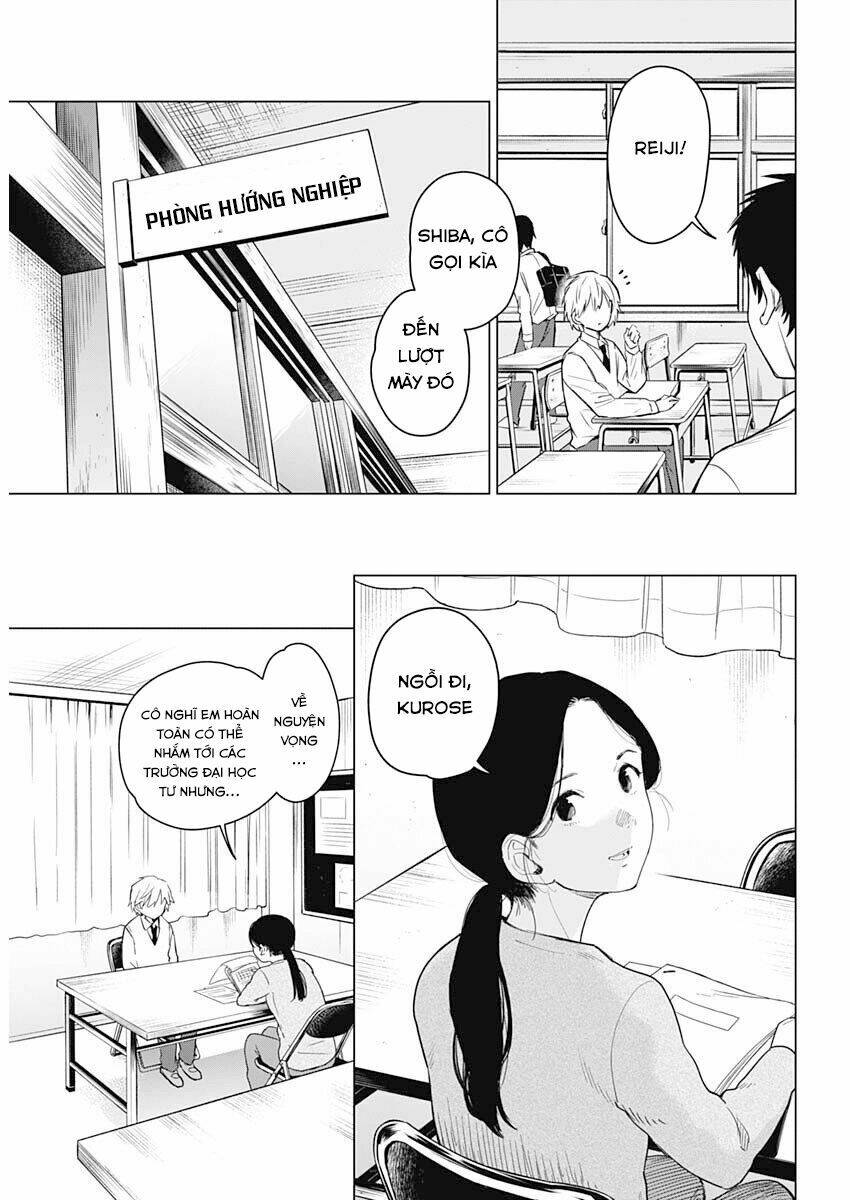 REIJI!
SHIBA, CÔ
GỌI KÌA
ĐẾN
LƯỢT
MÀY ĐÓ
PHÒNG HƯỚNG NGHIỆP
NGỒI ĐI,
KUROSE
VỀ
NGUYỆN
VỌNG
...
CÔ NGHĨ EM HOÀN
TOÀN CÓ THỂ
NHẮM TỚI CÁC
TRƯỜNG ĐẠI HỌC
TƯ NHƯNG...